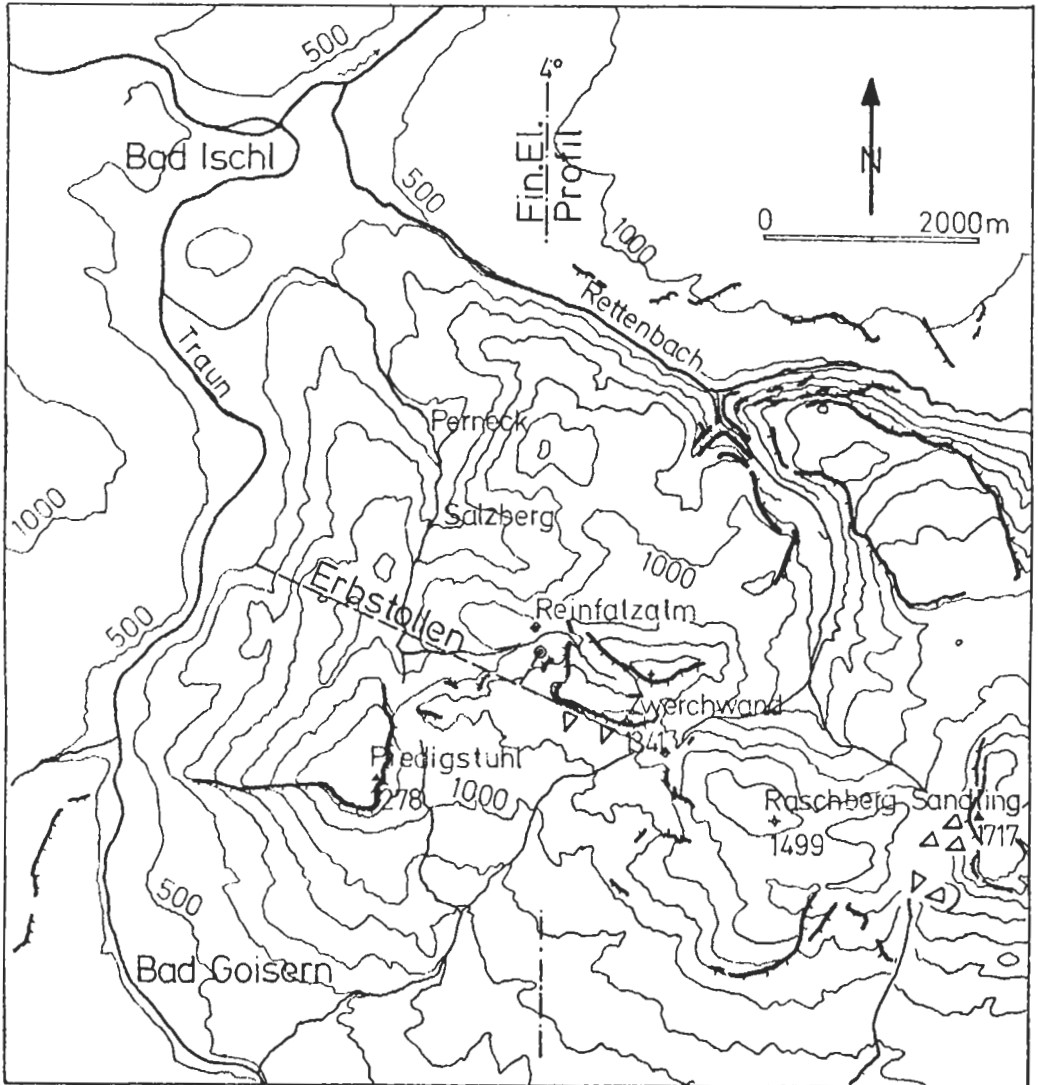 500
4°
Ein.El.
Profil
N
Bad Ischl
500
0 2000m
1000
Rettenbach
Traun
Perneck
1000
Salzberg
1000
Erbstollen
Reinfalzalm
500
Zwerchwand
1341
Predigstuhl
1278
1000
Raschberg
1499
Sandling
1717
500
Bad Goisern